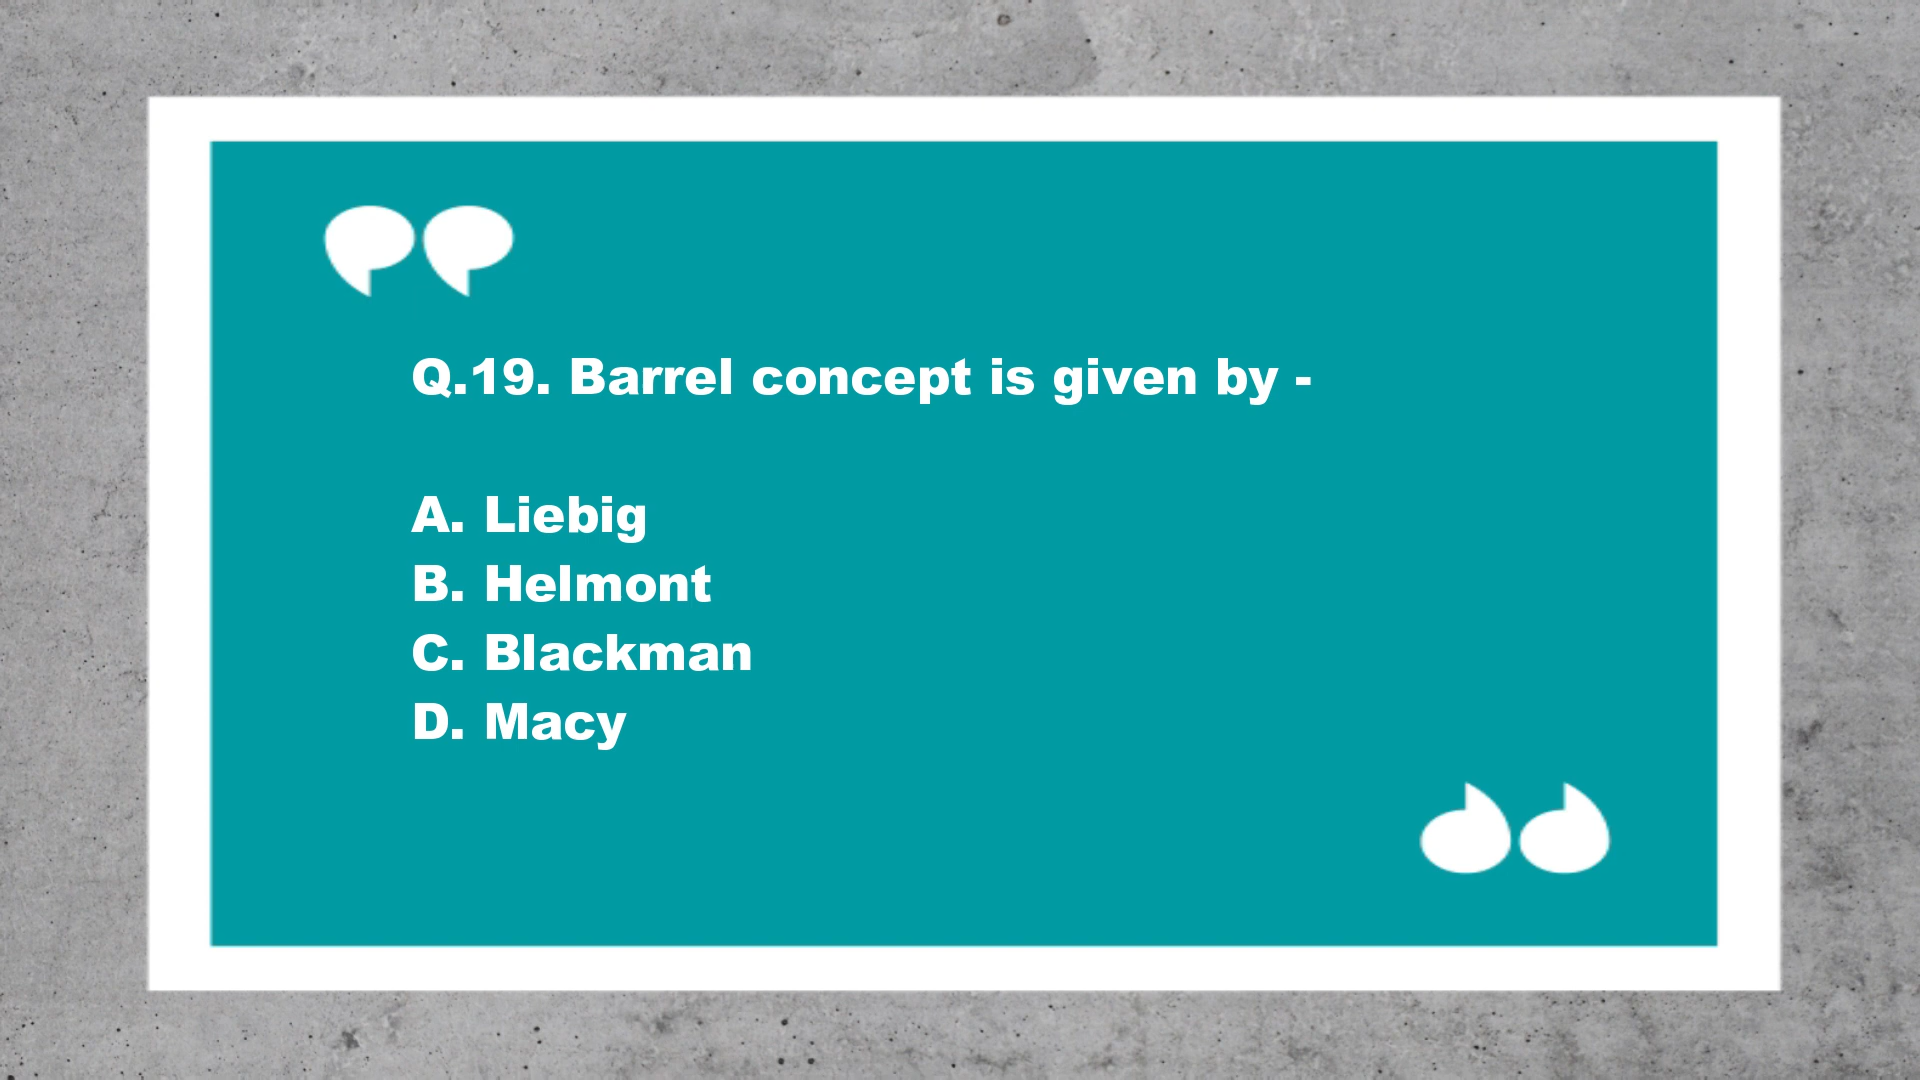 Q.19. Barrel concept is given by -
A. Liebig
B. Helmont
C. Blackman
D. Macy